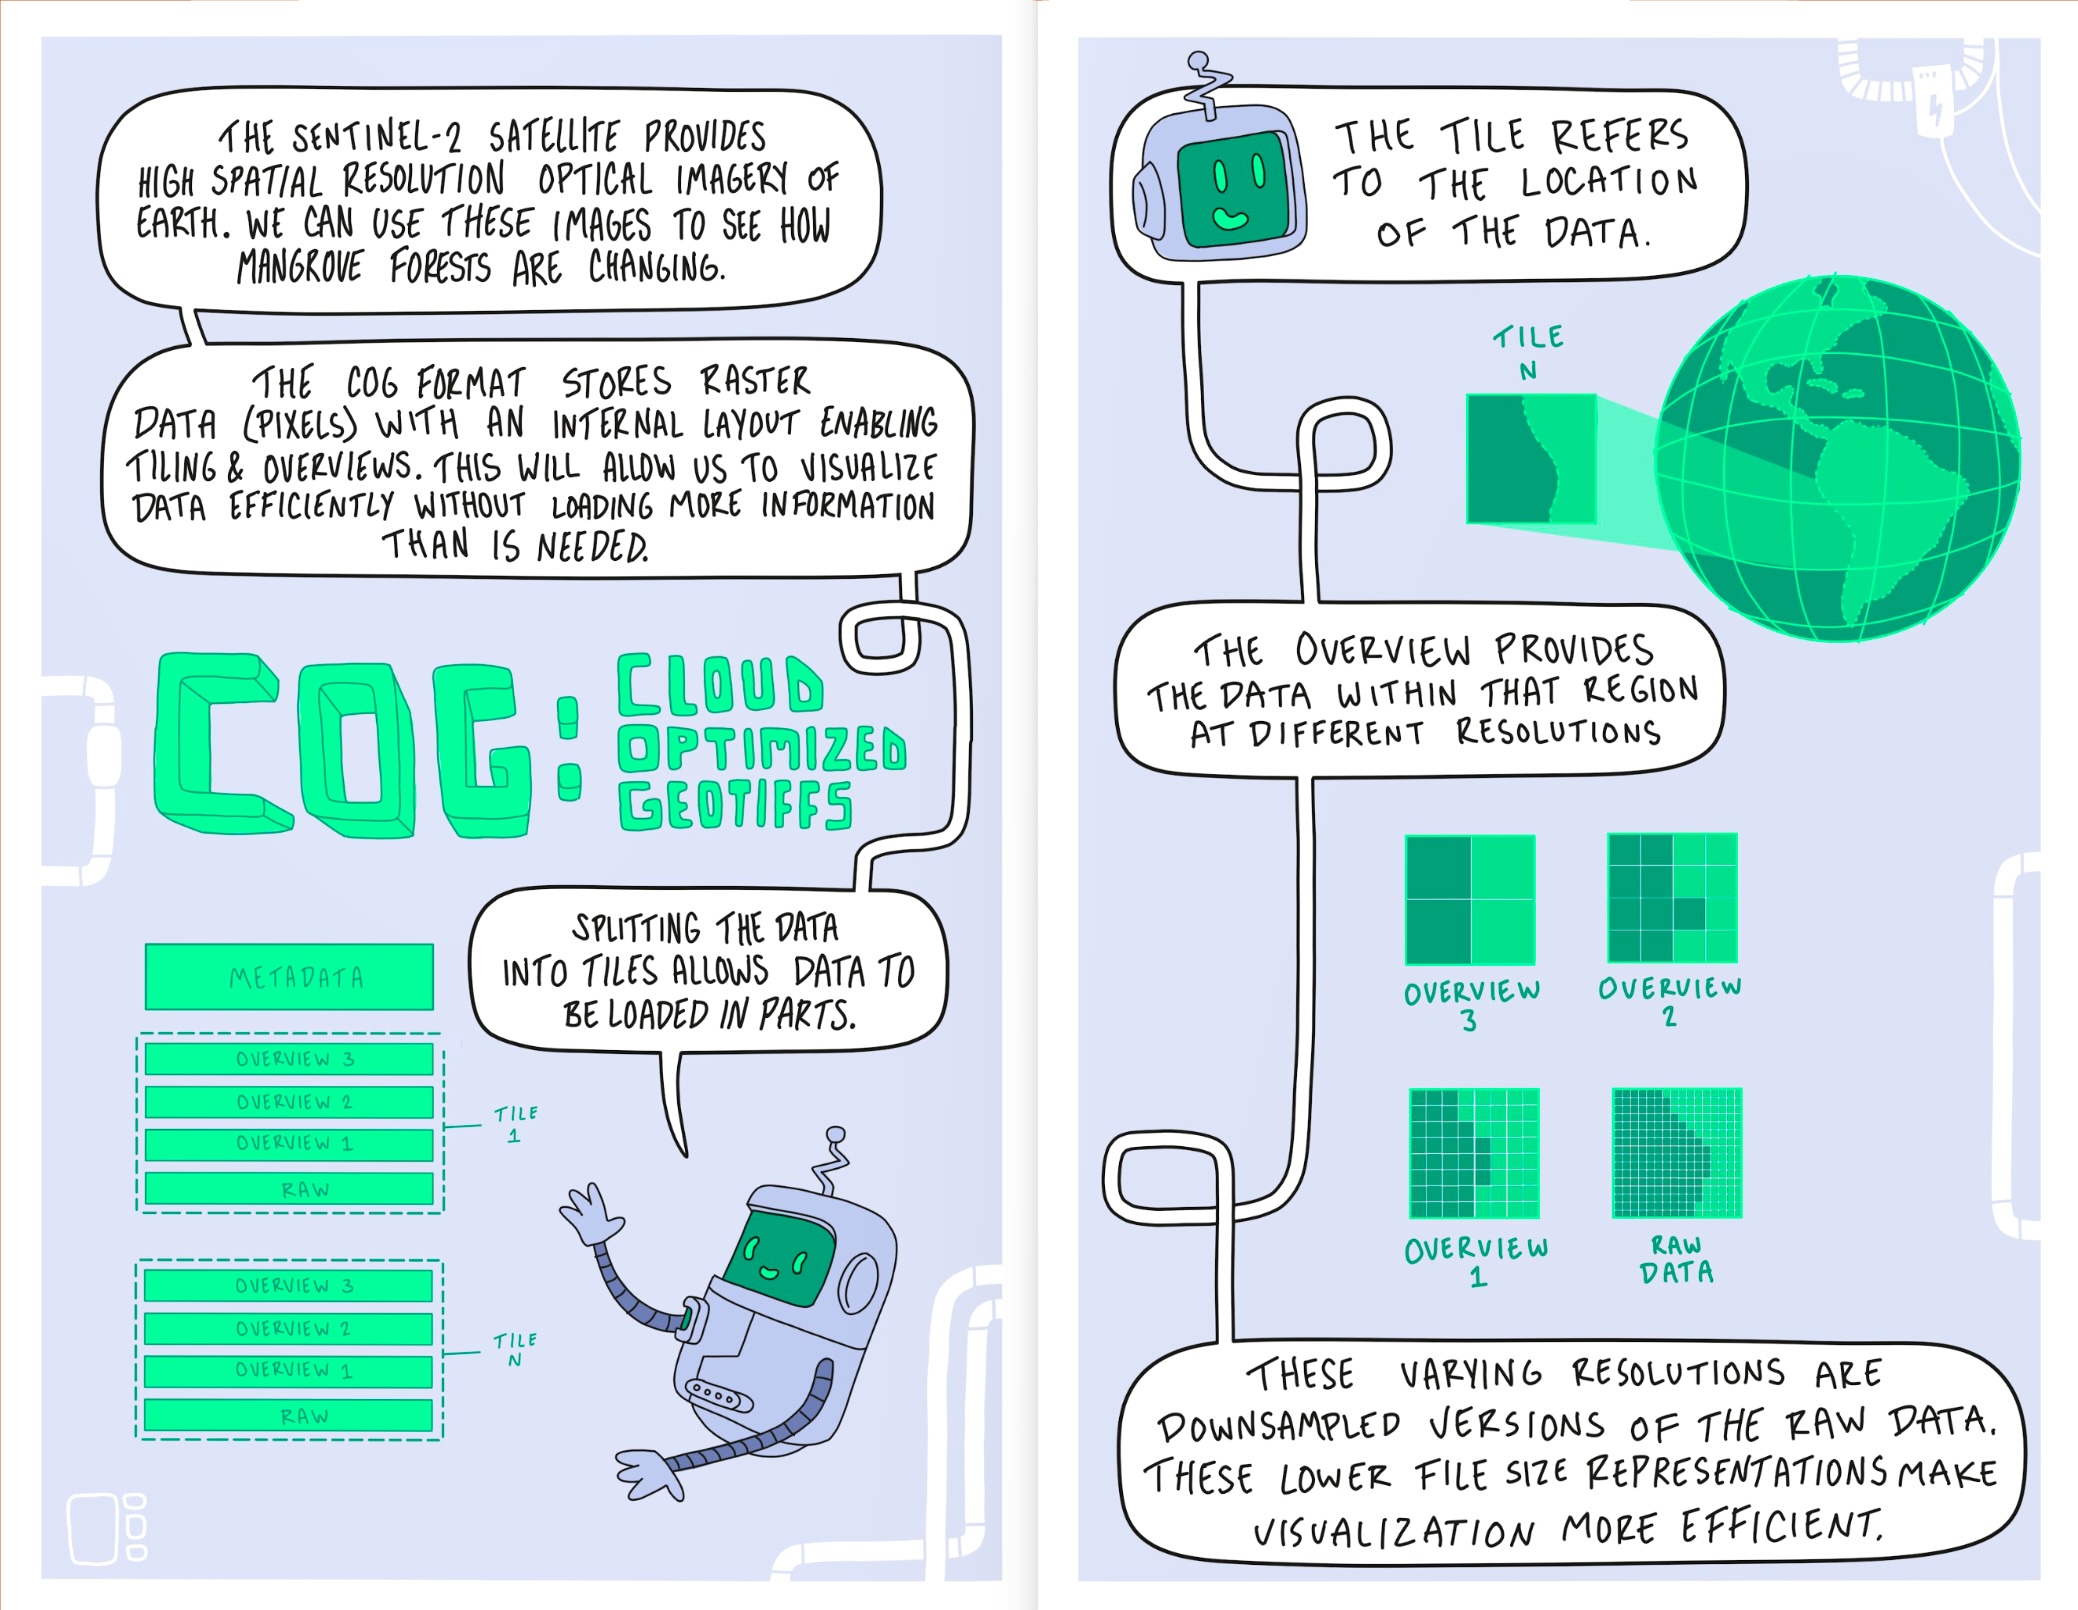 THE SENTINEL-2 SATELLITE PROVIDES
HIGH SPATIAL RESOLUTION OPTICAL IMAGERY OF
EARTH. WE CAN USE THESE IMAGES TO SEE HOW
MANGROVE FORESTS ARE CHANGING.
THE COG FORMAT STORES RASTER
DATA (PIXELS) WITH AN INTERNAL LAYOUT ENABLING
TILING & OVERVIEWS. THIS WILL ALLOW US TO VISUALIZE
DATA EFFICIENTLY WITHOUT LOADING MORE INFORMATION
THAN IS NEEDED.
COG:
CLOUD
OPTIMIZED
GEOTIFFS
SPLITTING THE DATA
INTO TILES ALLOWS DATA TO
BE LOADED IN PARTS.
METADATA
OVERVIEW 3
OVERVIEW 2
OVERVIEW 1
RAW
TILE
1
OVERVIEW 3
OVERVIEW 2
OVERVIEW 1
RAW
TILE
N
THE TILE REFERS
TO THE LOCATION
OF THE DATA.
TILE
N
THE OVERVIEW PROVIDES
THE DATA WITHIN THAT REGION
AT DIFFERENT RESOLUTIONS
OVERVIEW
3
OVERVIEW
2
OVERVIEW
1
RAW
DATA
THESE VARYING RESOLUTIONS ARE
DOWNSAMPLED VERSIONS OF THE RAW DATA.
THESE LOWER FILE SIZE REPRESENTATIONS MAKE
VISUALIZATION MORE EFFICIENT.